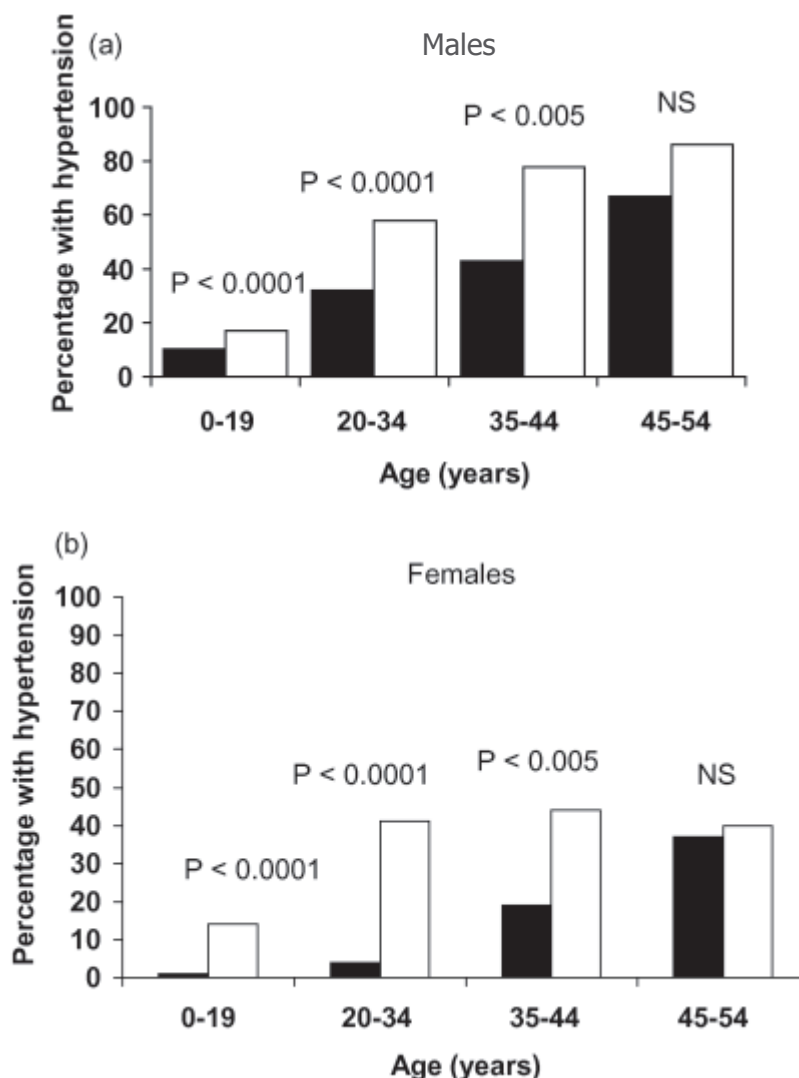 (a)
Males
Percentage with hypertension
100
80
60
40
20
0
P < 0.0001
P < 0.0001
P < 0.005
NS
0-19 20-34 35-44 45-54
Age (years)
(b)
Females
Percentage with hypertension
100
90
80
70
60
50
40
30
20
10
0
P < 0.0001
P < 0.0001
P < 0.005
NS
0-19 20-34 35-44 45-54
Age (years)